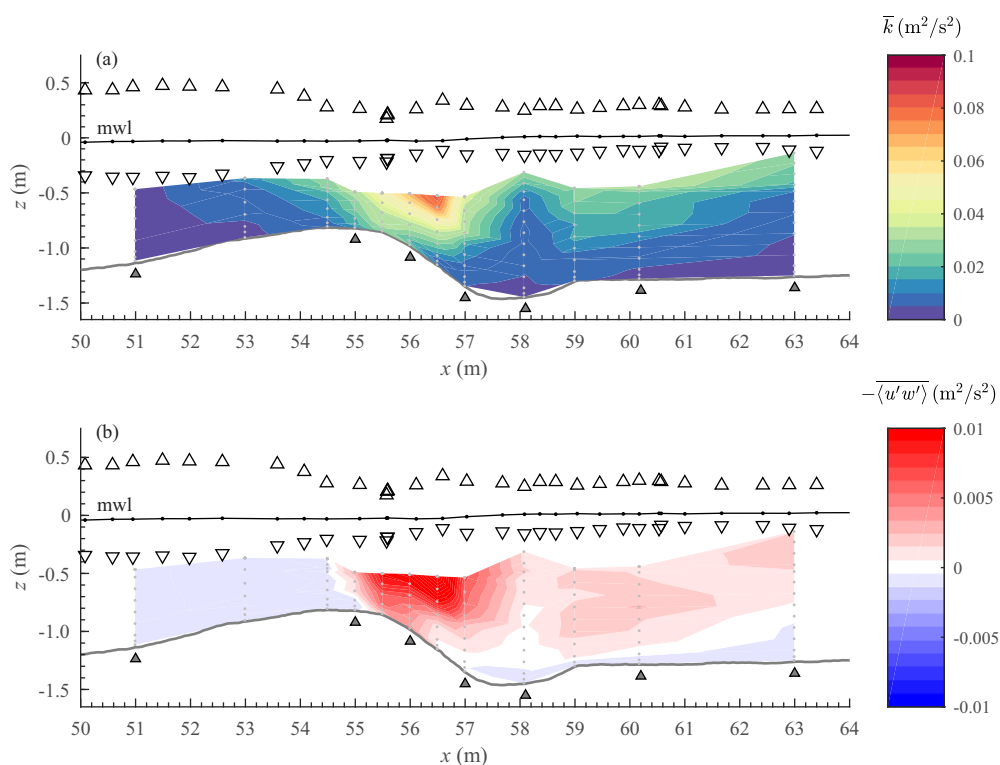 k̅ (m²/s²)
(a)
0.5
mwl
0
-0.5
-1.0
-1.5
z (m)
50 51 52 53 54 55 56 57 58 59 60 61 62 63 64
x (m)
0.1
0.08
0.06
0.04
0.02
0
−\overline{⟨u′w′⟩} (m²/s²)
(b)
0.5
mwl
0
-0.5
-1.0
-1.5
z (m)
50 51 52 53 54 55 56 57 58 59 60 61 62 63 64
x (m)
0.01
0.005
0
-0.005
-0.01